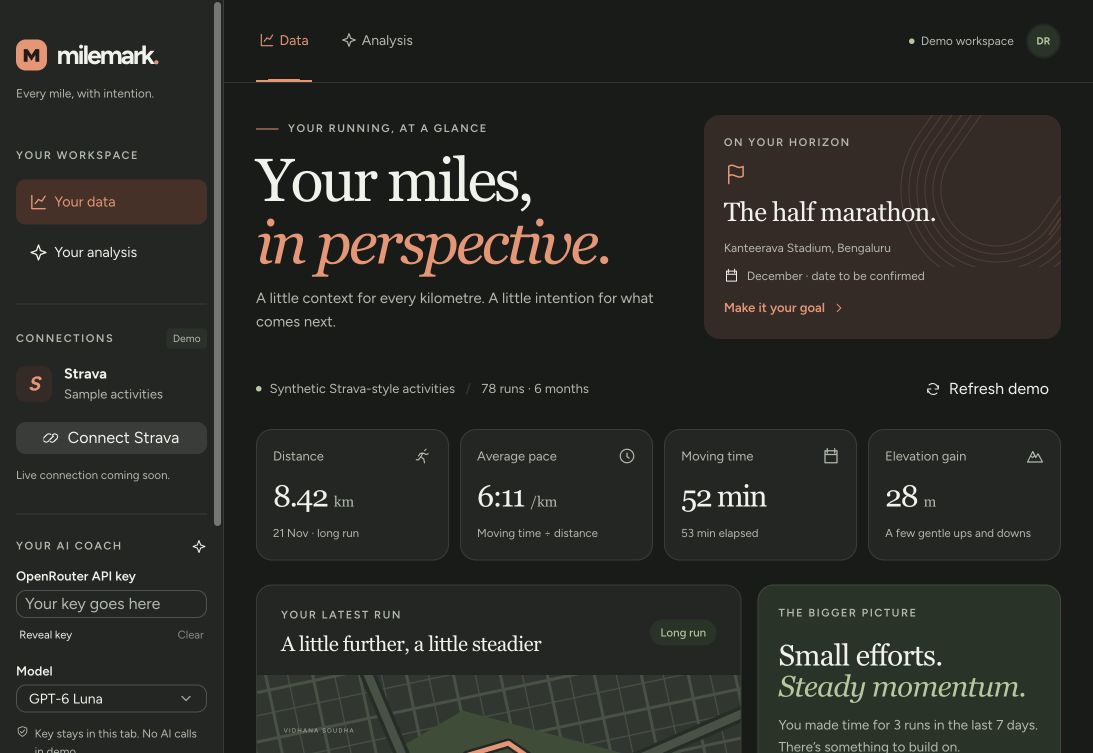 M milemark.
Every mile, with intention.
YOUR WORKSPACE
Your data
Your analysis
CONNECTIONS
Demo
S
Strava
Sample activities
Connect Strava
Live connection coming soon.
YOUR AI COACH
OpenRouter API key
Your key goes here
Reveal key
Clear
Model
GPT-6 Luna
Key stays in this tab. No AI calls
in demo
Data
Analysis
Demo workspace
DR
YOUR RUNNING, AT A GLANCE
Your miles,
in perspective.
A little context for every kilometre. A little intention for what
comes next.
ON YOUR HORIZON
The half marathon.
Kanteerava Stadium, Bengaluru
December · date to be confirmed
Make it your goal
Synthetic Strava-style activities / 78 runs · 6 months
Refresh demo
Distance
8.42 km
21 Nov · long run
Average pace
6:11 /km
Moving time ÷ distance
Moving time
52 min
53 min elapsed
Elevation gain
28 m
A few gentle ups and downs
YOUR LATEST RUN
A little further, a little steadier
Long run
VIDHANA SOUDHA
THE BIGGER PICTURE
Small efforts.
Steady momentum.
You made time for 3 runs in the last 7 days.
There's something to build on.